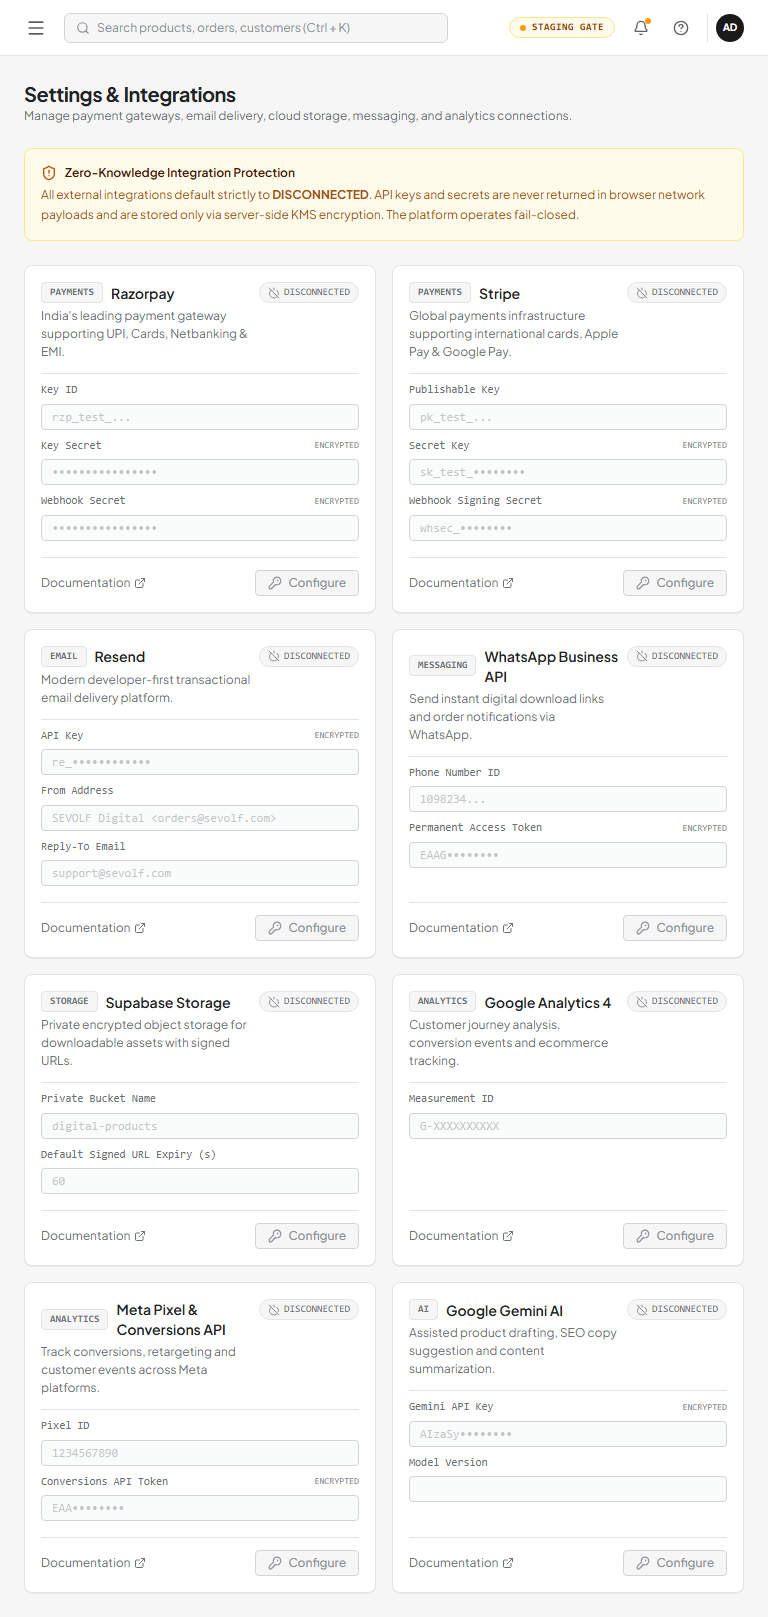 Search products, orders, customers (Ctrl + K)
STAGING GATE
AD
Settings & Integrations
Manage payment gateways, email delivery, cloud storage, messaging, and analytics connections.
Zero-Knowledge Integration Protection
All external integrations default strictly to DISCONNECTED. API keys and secrets are never returned in browser network
payloads and are stored only via server-side KMS encryption. The platform operates fail-closed.
PAYMENTS
Razorpay
DISCONNECTED
India's leading payment gateway
supporting UPI, Cards, Netbanking &
EMI.
Key ID
rzp_test_...
Key Secret
ENCRYPTED
••••••••••••••••
Webhook Secret
ENCRYPTED
••••••••••••••••
Documentation
Configure
PAYMENTS
Stripe
DISCONNECTED
Global payments infrastructure
supporting international cards, Apple
Pay & Google Pay.
Publishable Key
pk_test_...
Secret Key
ENCRYPTED
sk_test_••••••••
Webhook Signing Secret
ENCRYPTED
whsec_••••••••
Documentation
Configure
EMAIL
Resend
DISCONNECTED
Modern developer-first transactional
email delivery platform.
API Key
ENCRYPTED
re_••••••••••••
From Address
SEVOLF Digital <orders@sevolf.com>
Reply-To Email
support@sevolf.com
Documentation
Configure
MESSAGING
WhatsApp Business
API
DISCONNECTED
Send instant digital download links
and order notifications via
WhatsApp.
Phone Number ID
1098234...
Permanent Access Token
ENCRYPTED
EAAG••••••••
Documentation
Configure
STORAGE
Supabase Storage
DISCONNECTED
Private encrypted object storage for
downloadable assets with signed
URLs.
Private Bucket Name
digital-products
Default Signed URL Expiry (s)
60
Documentation
Configure
ANALYTICS
Google Analytics 4
DISCONNECTED
Customer journey analysis,
conversion events and ecommerce
tracking.
Measurement ID
G-XXXXXXXXXX
Documentation
Configure
ANALYTICS
Meta Pixel &
Conversions API
DISCONNECTED
Track conversions, retargeting and
customer events across Meta
platforms.
Pixel ID
1234567890
Conversions API Token
ENCRYPTED
EAA••••••••
Documentation
Configure
AI
Google Gemini AI
DISCONNECTED
Assisted product drafting, SEO copy
suggestion and content
summarization.
Gemini API Key
ENCRYPTED
AIzaSy••••••••
Model Version
Documentation
Configure